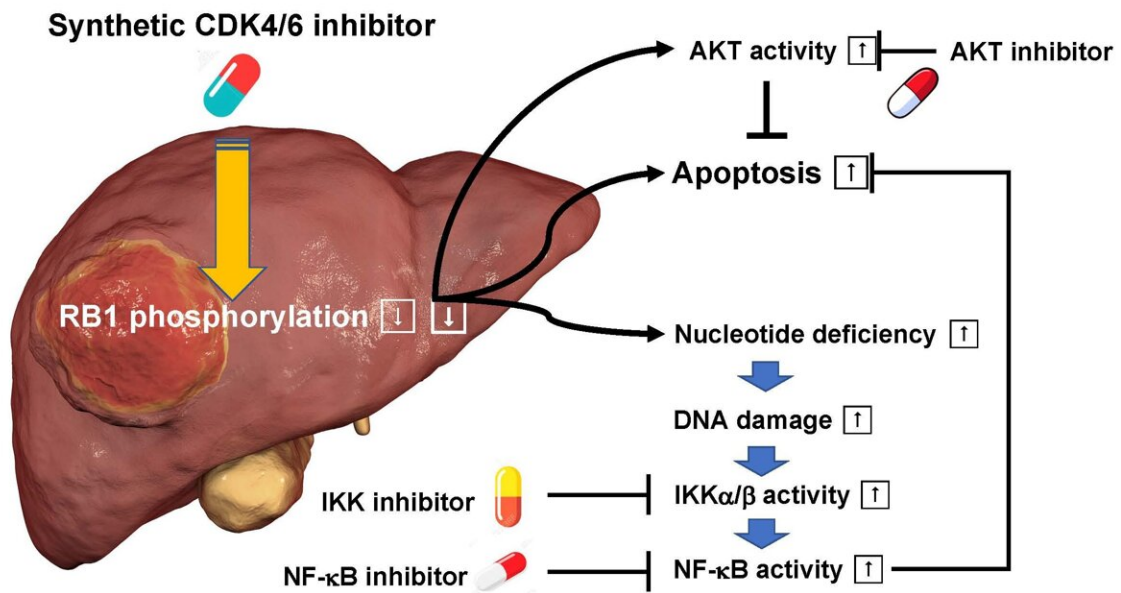 Synthetic CDK4/6 inhibitor
AKT activity ↑
AKT inhibitor
Apoptosis ↑
RB1 phosphorylation ↓ ↓
Nucleotide deficiency ↑
DNA damage ↑
IKK inhibitor
IKKα/β activity ↑
NF-κB inhibitor
NF-κB activity ↑